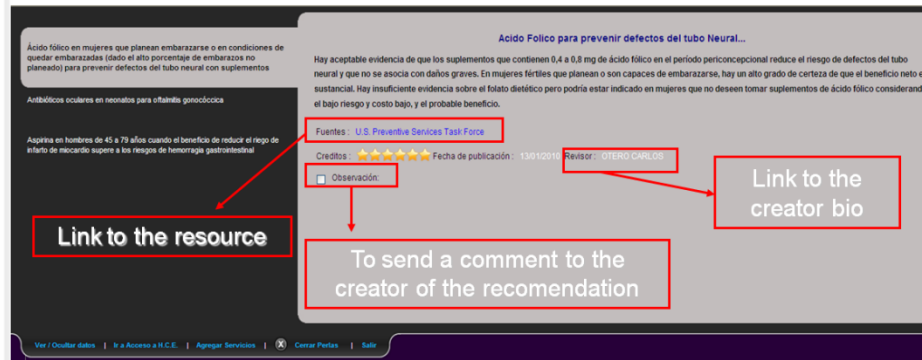 Ácido fólico en mujeres que planean embarazarse o en condiciones de
quedar embarazadas (dado el alto porcentaje de embarazos no
planeado) para prevenir defectos del tubo neural con suplementos
Antibióticos oculares en neonatos para oftalmitis gonocóccica
Aspirina en hombres de 45 a 79 años cuando el beneficio de reducir el riego de
infarto de miocardio supere a los riesgos de hemorragia gastrointestinal
Acido Folico para prevenir defectos del tubo Neural...
Hay aceptable evidencia de que los suplementos que contienen 0,4 a 0,8 mg de ácido fólico en el período periconcepcional reduce el riesgo de defectos del tubo
neural y que no se asocia con daños graves. En mujeres fértiles que planean o son capaces de embarazarse, hay un alto grado de certeza de que el beneficio neto e
sustancial. Hay insuficiente evidencia sobre el folato dietético pero podría estar indicado en mujeres que no deseen tomar suplementos de ácido fólico considerand
el bajo riesgo y costo bajo, y el probable beneficio.
Fuentes : U.S. Preventive Services Task Force
Creditos : Fecha de publicación : 13/01/2010 Revisor : OTERO CARLOS
Observación:
Link to the resource
Link to the
creator bio
To send a comment to the
creator of the recomendation
Ver / Ocultar datos | Ir a Acceso a H.C.E. | Agregar Servicios | X Cerrar Perlas | Salir